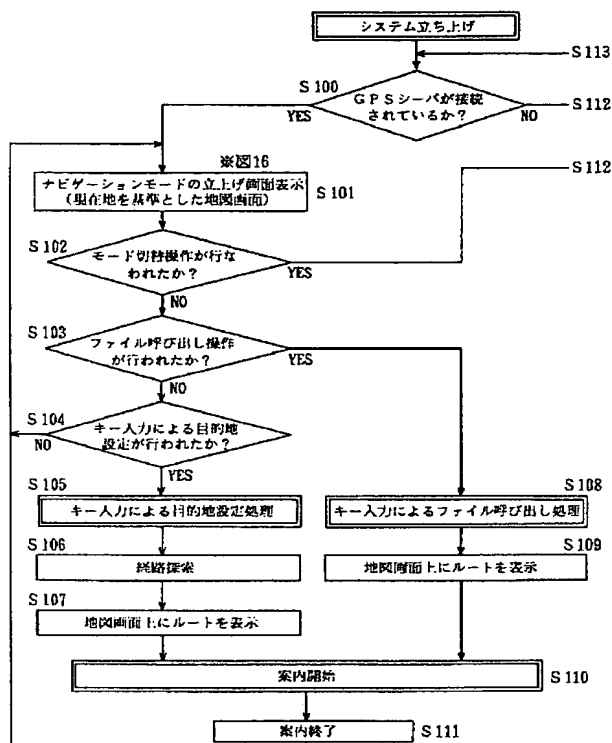 システム立ち上げ
S113
S100
GPSシーバが接続
されているか？
YES
NO
S112
※図16
ナビゲーションモードの立上げ画面表示
(現在地を基準とした地図画面)
S101
S112
S102
モード切替操作が行な
われたか？
YES
NO
S103
ファイル呼び出し操作
が行われたか？
YES
NO
S104
キー入力による目的地
設定が行われたか？
NO
YES
S105
キー入力による目的地設定処理
S108
キー入力によるファイル呼び出し処理
S106
経路探索
S109
地図画面上にルートを表示
S107
地図画面上にルートを表示
案内開始
S110
案内終了
S111